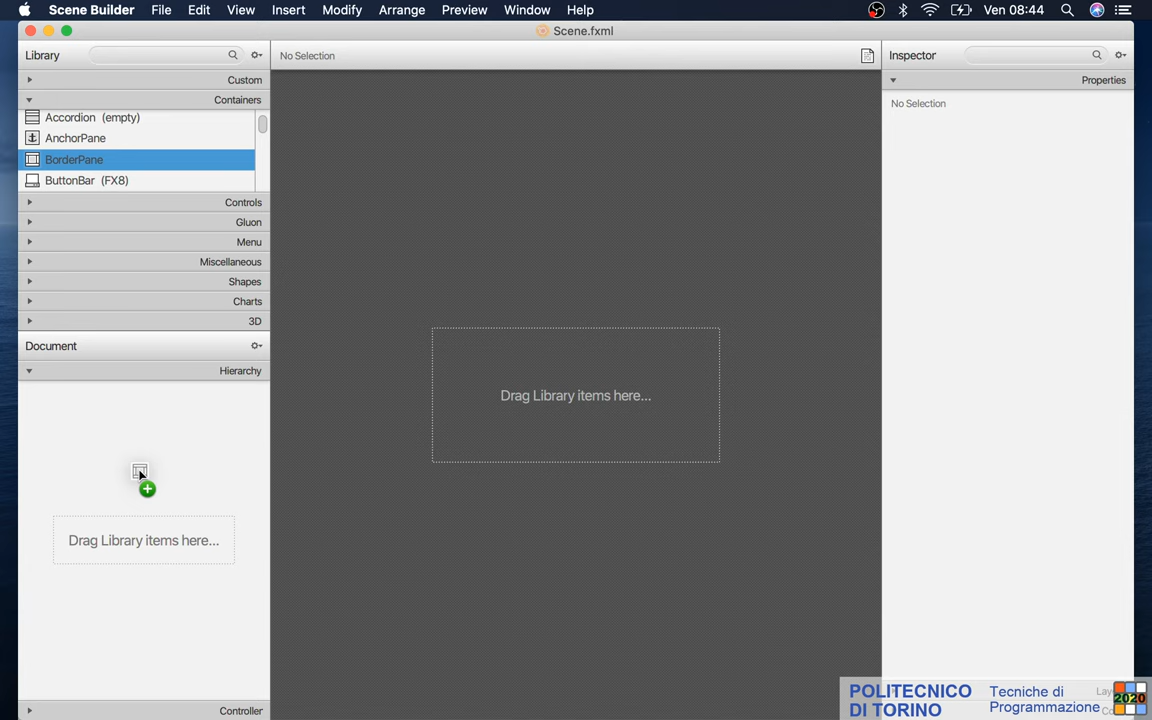 Scene Builder File Edit View Insert Modify Arrange Preview Window Help Ven 08:44
Scene.fxml
Library
No Selection
Inspector
Custom
Properties
Containers
No Selection
Accordion (empty)
AnchorPane
BorderPane
ButtonBar (FX8)
Controls
Gluon
Menu
Miscellaneous
Shapes
Charts
3D
Document
Hierarchy
Drag Library items here...
Drag Library items here...
Controller
POLITECNICO
DI TORINO
Tecniche di
Programmazione
2020